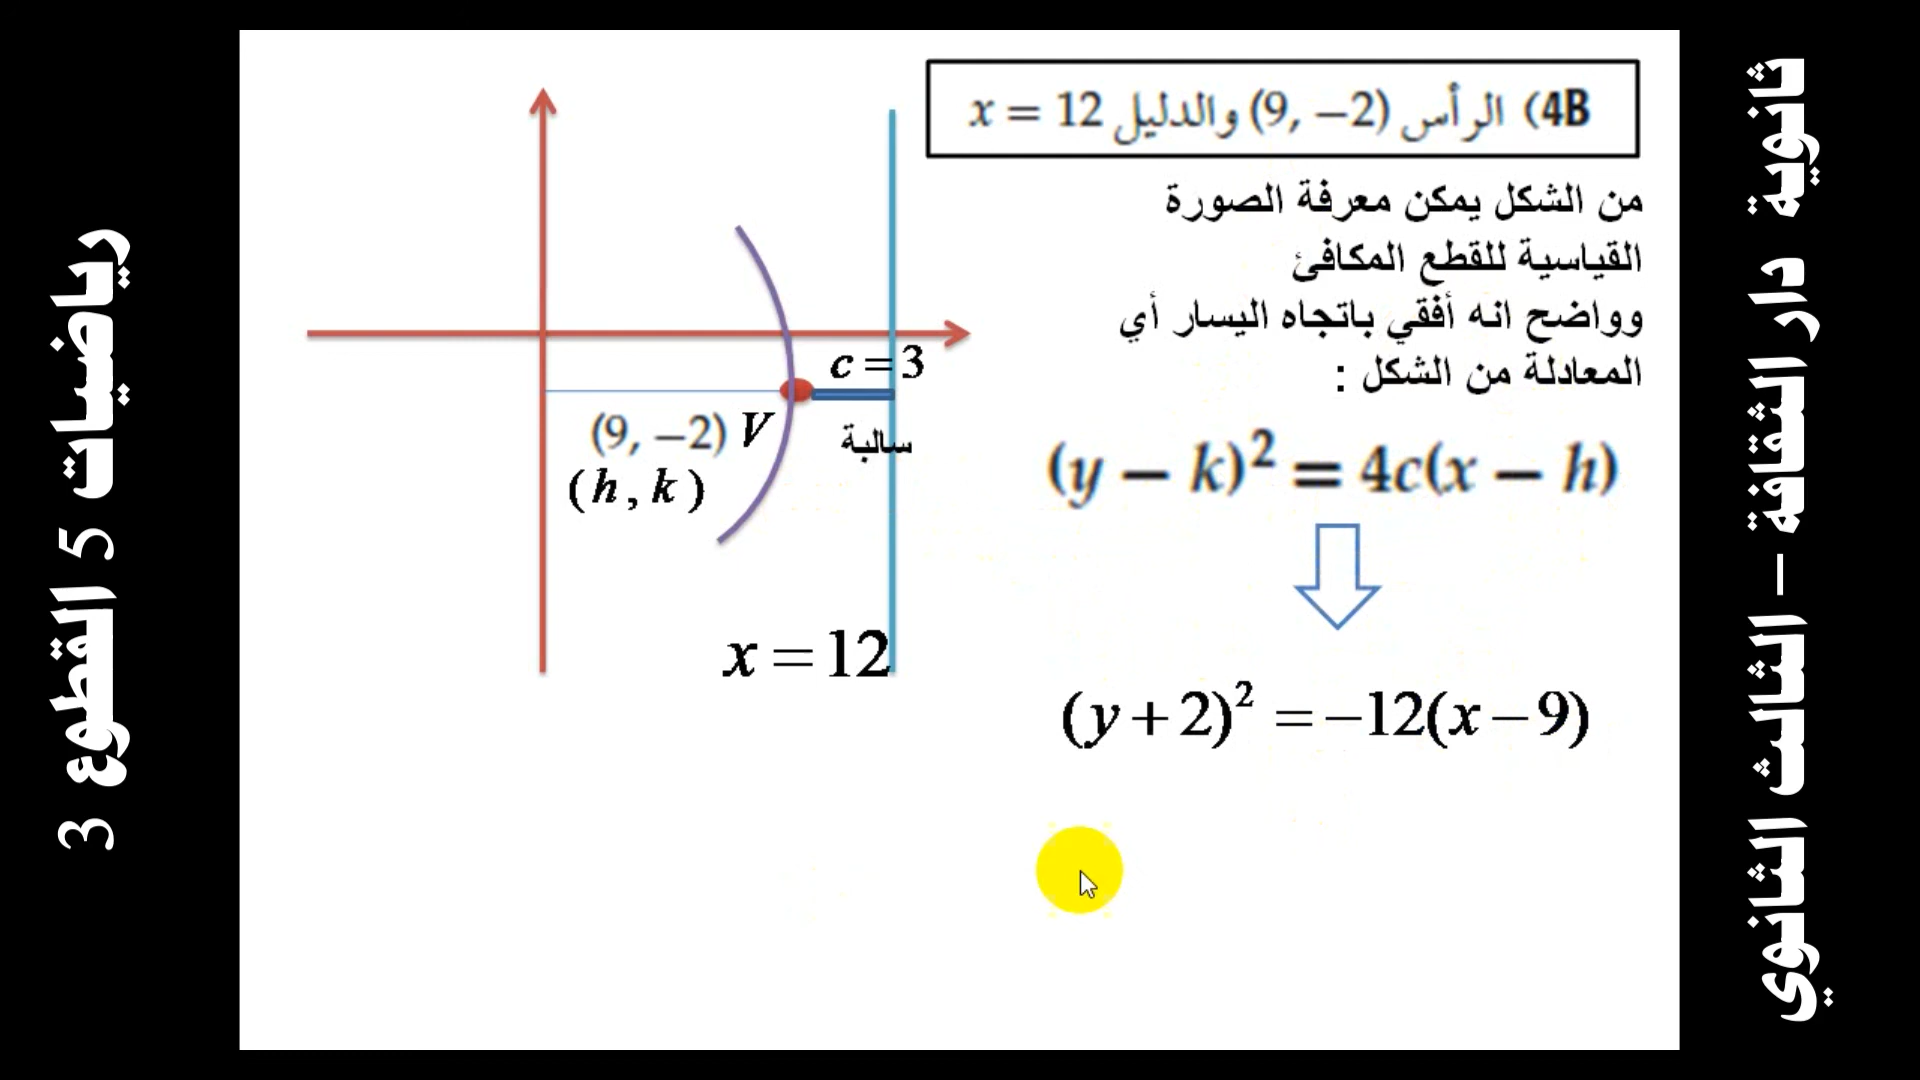 4B) الرأس (9, −2) والدليل x = 12
من الشكل يمكن معرفة الصورة
القياسية للقطع المكافئ
وواضح انه أفقي باتجاه اليسار أي
المعادلة من الشكل :
(y − k)² = 4c(x − h)
(y + 2)² = −12(x − 9)
c = 3
سالبة
(9, −2) V
(h , k)
x = 12
ثانوية دار الثقافة – الثالث الثانوي
رياضيات 5 القطوع 3